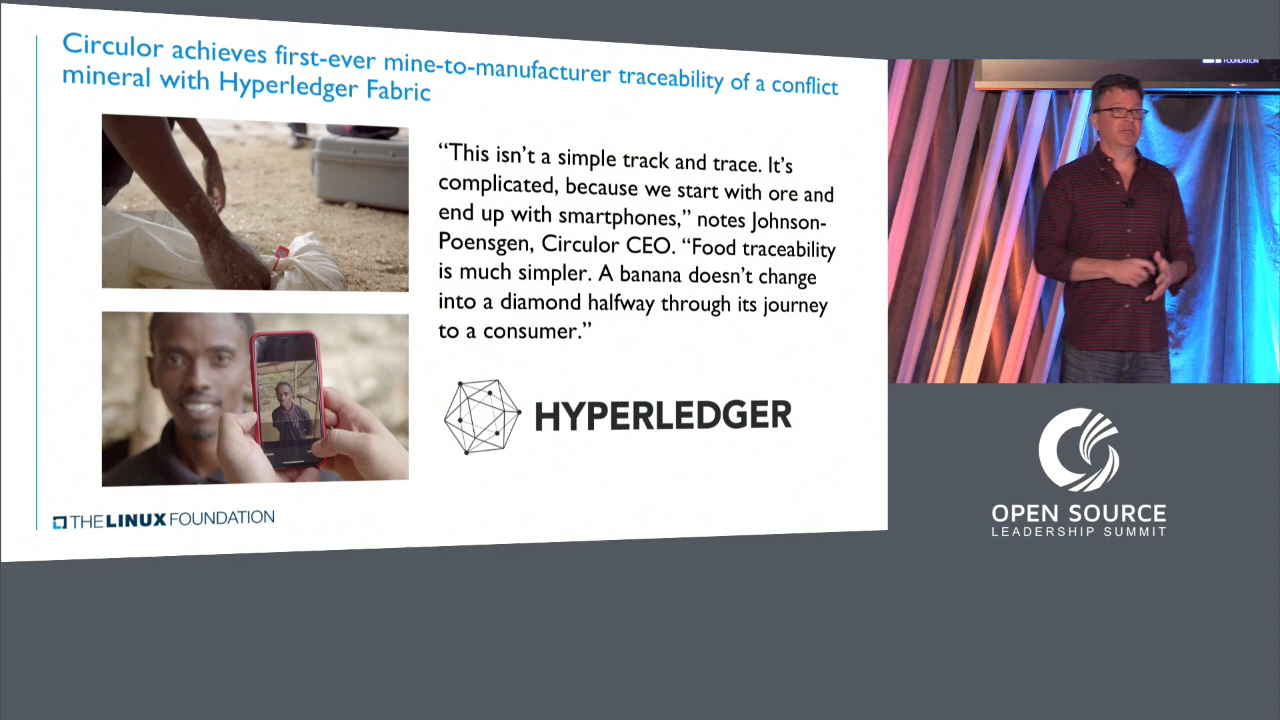 Circulor achieves first-ever mine-to-manufacturer traceability of a conflict
mineral with Hyperledger Fabric
“This isn’t a simple track and trace. It’s
complicated, because we start with ore and
end up with smartphones,” notes Johnson-
Poensgen, Circulor CEO. “Food traceability
is much simpler. A banana doesn’t change
into a diamond halfway through its journey
to a consumer.”
HYPERLEDGER
THE LINUX FOUNDATION
FOUNDATION
OPEN SOURCE
LEADERSHIP SUMMIT